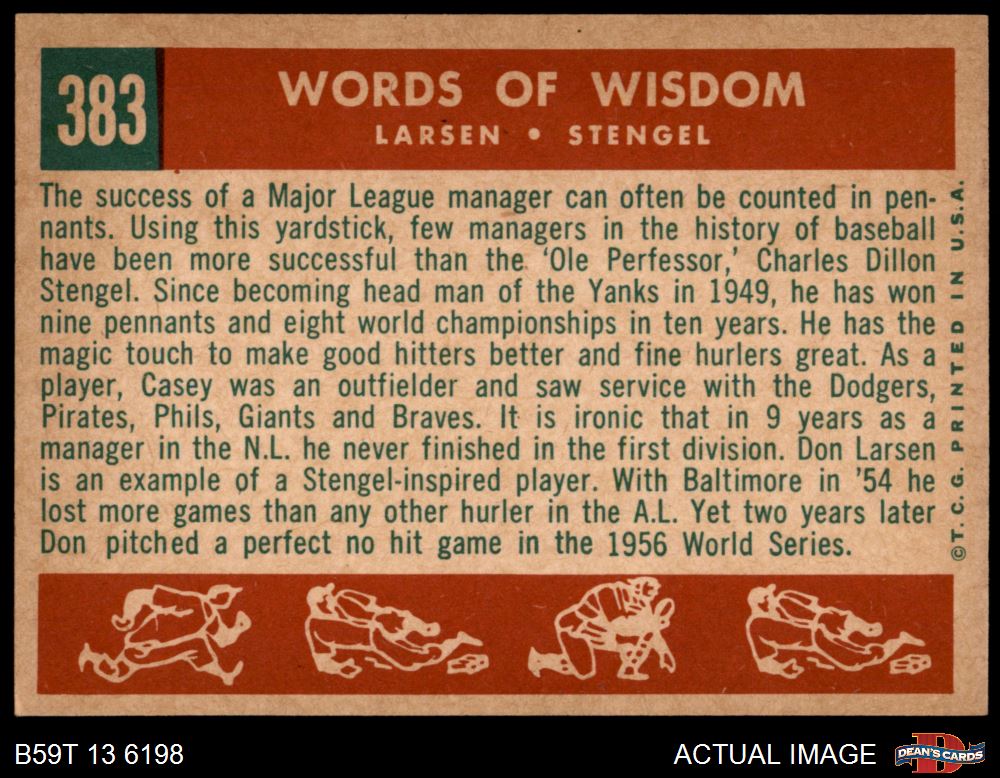 383
WORDS OF WISDOM
LARSEN • STENGEL
The success of a Major League manager can often be counted in pen-
nants. Using this yardstick, few managers in the history of baseball
have been more successful than the 'Ole Perfessor,' Charles Dillon
Stengel. Since becoming head man of the Yanks in 1949, he has won
nine pennants and eight world championships in ten years. He has the
magic touch to make good hitters better and fine hurlers great. As a
player, Casey was an outfielder and saw service with the Dodgers,
Pirates, Phils, Giants and Braves. It is ironic that in 9 years as a
manager in the N.L. he never finished in the first division. Don Larsen
is an example of a Stengel-inspired player. With Baltimore in '54 he
lost more games than any other hurler in the A.L. Yet two years later
Don pitched a perfect no hit game in the 1956 World Series.
©T.C.G. PRINTED IN U.S.A.
B59T 13 6198
ACTUAL IMAGE
DEAN'S CARDS